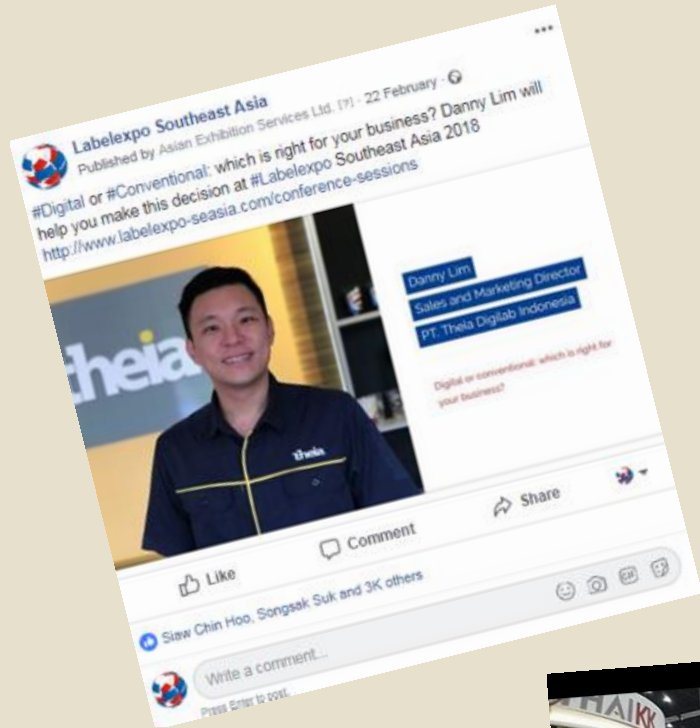 Labelexpo Southeast Asia
Published by Asian Exhibition Services Ltd. [?] · 22 February ·
#Digital or #Conventional: which is right for your business? Danny Lim will
help you make this decision at #Labelexpo Southeast Asia 2018
http://www.labelexpo-seasia.com/conference-sessions
theia
theia
Danny Lim
Sales and Marketing Director
PT. Theia Digilab Indonesia
Digital or conventional: which is right for
your business?
Like
Comment
Share
Siaw Chin Hoo, Songsak Suk and 3K others
Write a comment...
GIF
Press Enter to post.
THAIKK